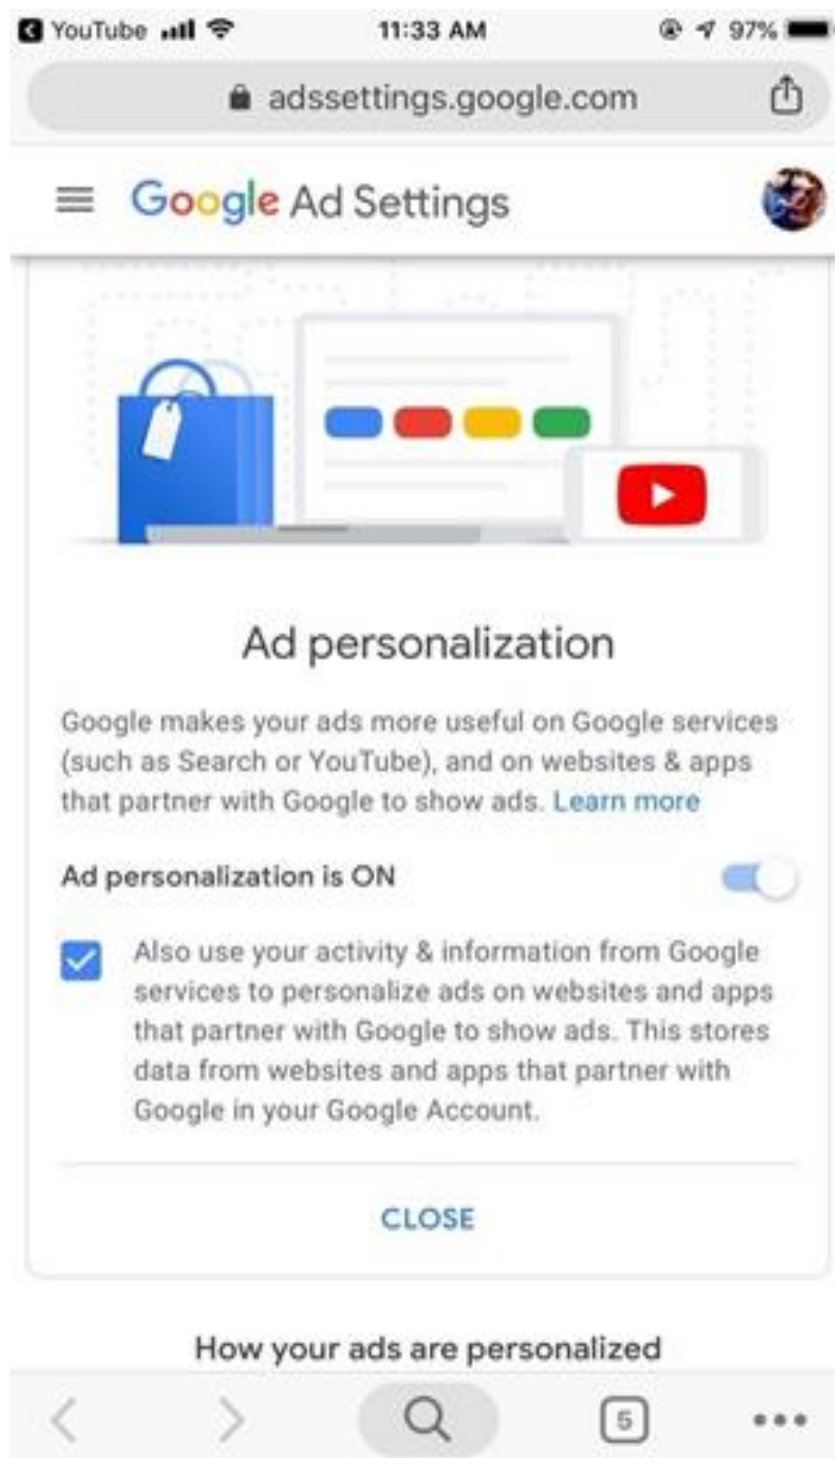 YouTube 11:33 AM 97%
adssettings.google.com
Google Ad Settings
Ad personalization
Google makes your ads more useful on Google services
(such as Search or YouTube), and on websites & apps
that partner with Google to show ads. Learn more
Ad personalization is ON
Also use your activity & information from Google
services to personalize ads on websites and apps
that partner with Google to show ads. This stores
data from websites and apps that partner with
Google in your Google Account.
CLOSE
How your ads are personalized
5